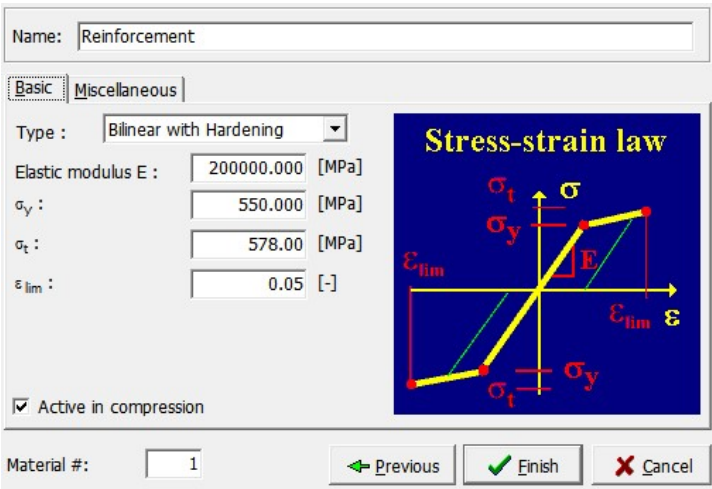 Name: Reinforcement
Basic Miscellaneous
Type : Bilinear with Hardening
Elastic modulus E : 200000.000 [MPa]
σy : 550.000 [MPa]
σt : 578.00 [MPa]
ε lim : 0.05 [-]
Active in compression
Stress-strain law
σt σ
σy
εlim E
εlim ε
σy
σt
Material #: 1
Previous Finish Cancel